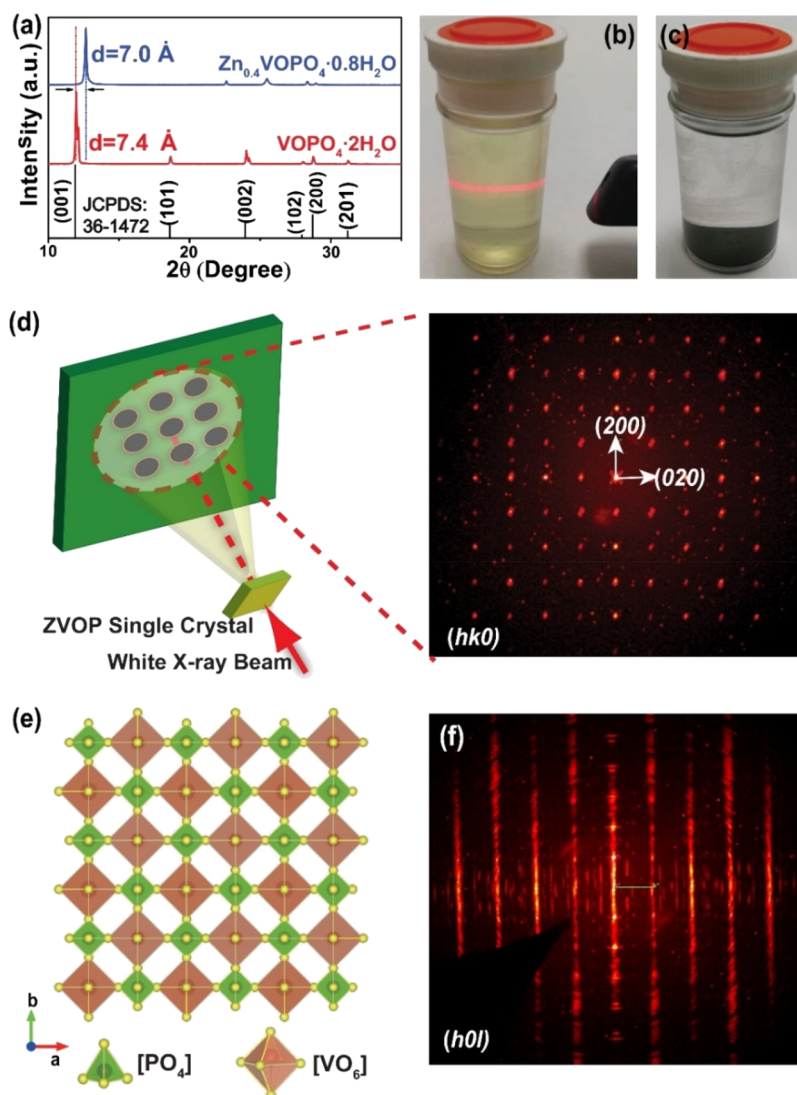 (a)
Intensity (a.u.)
d=7.0 Å
Zn₀.₄VOPO₄·0.8H₂O
d=7.4 Å
VOPO₄·2H₂O
(001)
JCPDS:
36-1472
(101)
(002)
(102)
(200)
(201)
10
20
30
2θ (Degree)
(b)
(c)
(d)
ZVOP Single Crystal
White X-ray Beam
(200)
(020)
(hk0)
(e)
b
a
[PO₄]
[VO₆]
(f)
(h0l)